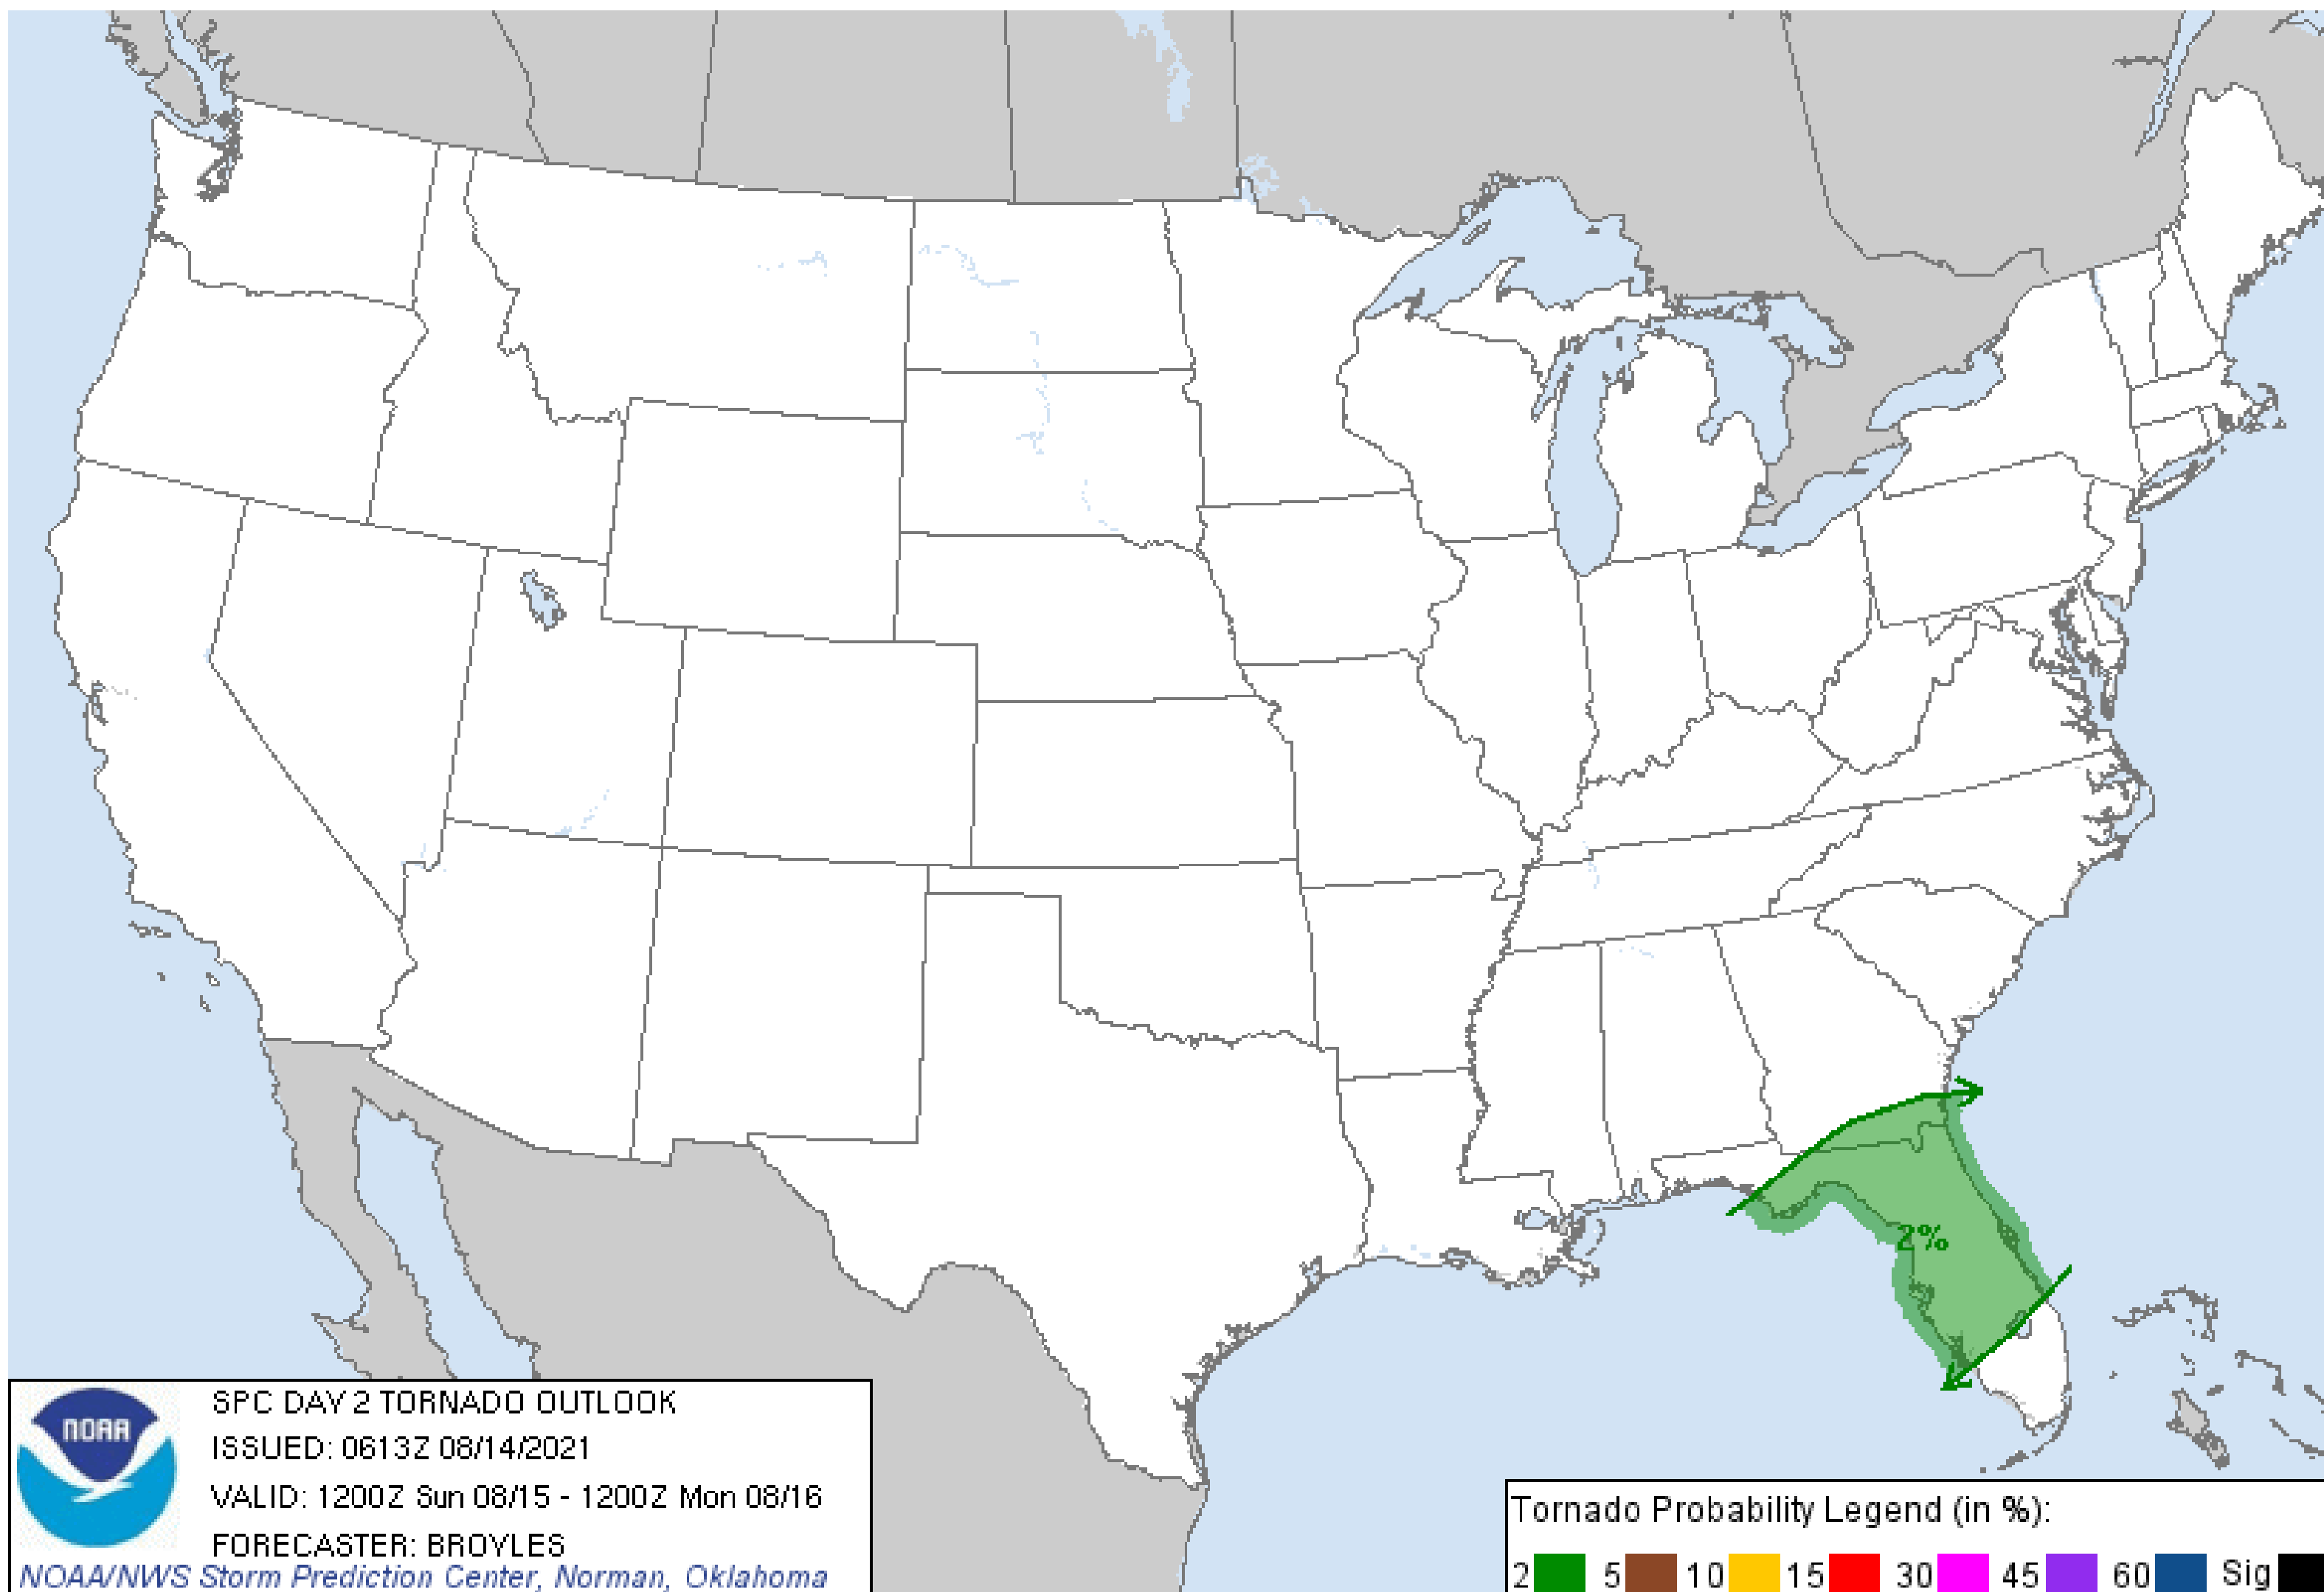 2%
NOAA
SPC DAY 2 TORNADO OUTLOOK
ISSUED: 0613Z 08/14/2021
VALID: 1200Z Sun 08/15 - 1200Z Mon 08/16
FORECASTER: BROYLES
NOAA/NWS Storm Prediction Center, Norman, Oklahoma
Tornado Probability Legend (in %):
2 5 10 15 30 45 60 Sig